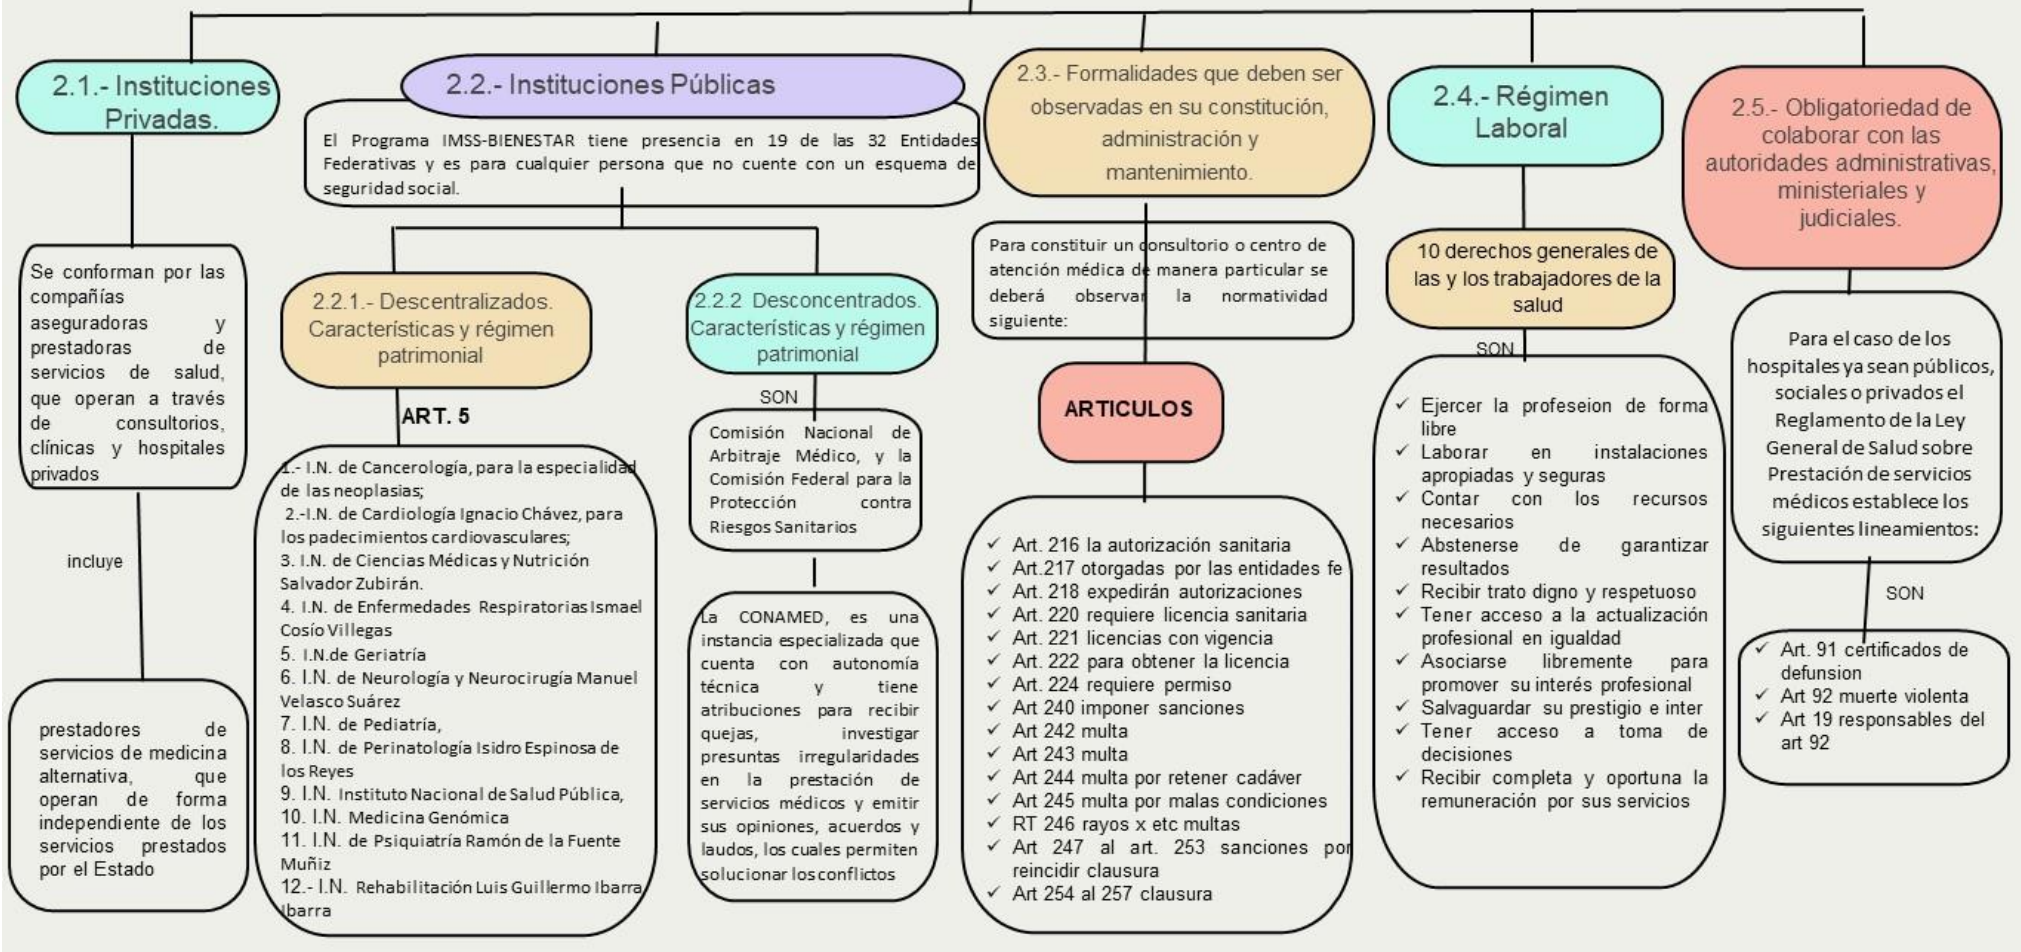 2.1.- Instituciones
Privadas.
Se conforman por las
compañías
aseguradoras y
prestadoras de
servicios de salud,
que operan a través
de consultorios,
clínicas y hospitales
privados
incluye
prestadores de
servicios de medicina
alternativa, que
operan de forma
independiente de los
servicios prestados
por el Estado
2.2.- Instituciones Públicas
El Programa IMSS-BIENESTAR tiene presencia en 19 de las 32 Entidades
Federativas y es para cualquier persona que no cuente con un esquema de
seguridad social.
2.2.1.- Descentralizados.
Características y régimen
patrimonial
ART. 5
1.- I.N. de Cancerología, para la especialidad
de las neoplasias;
2.-I.N. de Cardiología Ignacio Chávez, para
los padecimientos cardiovasculares;
3. I.N. de Ciencias Médicas y Nutrición
Salvador Zubirán.
4. I.N. de Enfermedades Respiratorias Ismael
Cosío Villegas
5. I.N.de Geriatría
6. I.N. de Neurología y Neurocirugía Manuel
Velasco Suárez
7. I.N. de Pediatría,
8. I.N. de Perinatología Isidro Espinosa de
los Reyes
9. I.N. Instituto Nacional de Salud Pública,
10. I.N. Medicina Genómica
11. I.N. de Psiquiatría Ramón de la Fuente
Muñiz
12.- I.N. Rehabilitación Luis Guillermo Ibarra
Ibarra
2.2.2 Desconcentrados.
Características y régimen
patrimonial
SON
Comisión Nacional de
Arbitraje Médico, y la
Comisión Federal para la
Protección contra
Riesgos Sanitarios
La CONAMED, es una
instancia especializada que
cuenta con autonomía
técnica y tiene
atribuciones para recibir
quejas, investigar
presuntas irregularidades
en la prestación de
servicios médicos y emitir
sus opiniones, acuerdos y
laudos, los cuales permiten
solucionar los conflictos
2.3.- Formalidades que deben ser
observadas en su constitución,
administración y
mantenimiento.
Para constituir un consultorio o centro de
atención médica de manera particular se
deberá observar la normatividad
siguiente:
ARTICULOS
✓ Art. 216 la autorización sanitaria
✓ Art.217 otorgadas por las entidades fe
✓ Art. 218 expedirán autorizaciones
✓ Art. 220 requiere licencia sanitaria
✓ Art. 221 licencias con vigencia
✓ Art. 222 para obtener la licencia
✓ Art. 224 requiere permiso
✓ Art 240 imponer sanciones
✓ Art 242 multa
✓ Art 243 multa
✓ Art 244 multa por retener cadáver
✓ Art 245 multa por malas condiciones
✓ RT 246 rayos x etc multas
✓ Art 247 al art. 253 sanciones por
reincidir clausura
✓ Art 254 al 257 clausura
2.4.- Régimen
Laboral
10 derechos generales de
las y los trabajadores de la
salud
SON
✓ Ejercer la profeseion de forma
libre
✓ Laborar en instalaciones
apropiadas y seguras
✓ Contar con los recursos
necesarios
✓ Abstenerse de garantizar
resultados
✓ Recibir trato digno y respetuoso
✓ Tener acceso a la actualización
profesional en igualdad
✓ Asociarse libremente para
promover su interés profesional
✓ Salvaguardar su prestigio e inter
✓ Tener acceso a toma de
decisiones
✓ Recibir completa y oportuna la
remuneración por sus servicios
2.5.- Obligatoriedad de
colaborar con las
autoridades administrativas,
ministeriales y
judiciales.
Para el caso de los
hospitales ya sean públicos,
sociales o privados el
Reglamento de la Ley
General de Salud sobre
Prestación de servicios
médicos establece los
siguientes lineamientos:
SON
✓ Art. 91 certificados de
defunsion
✓ Art 92 muerte violenta
✓ Art 19 responsables del
art 92